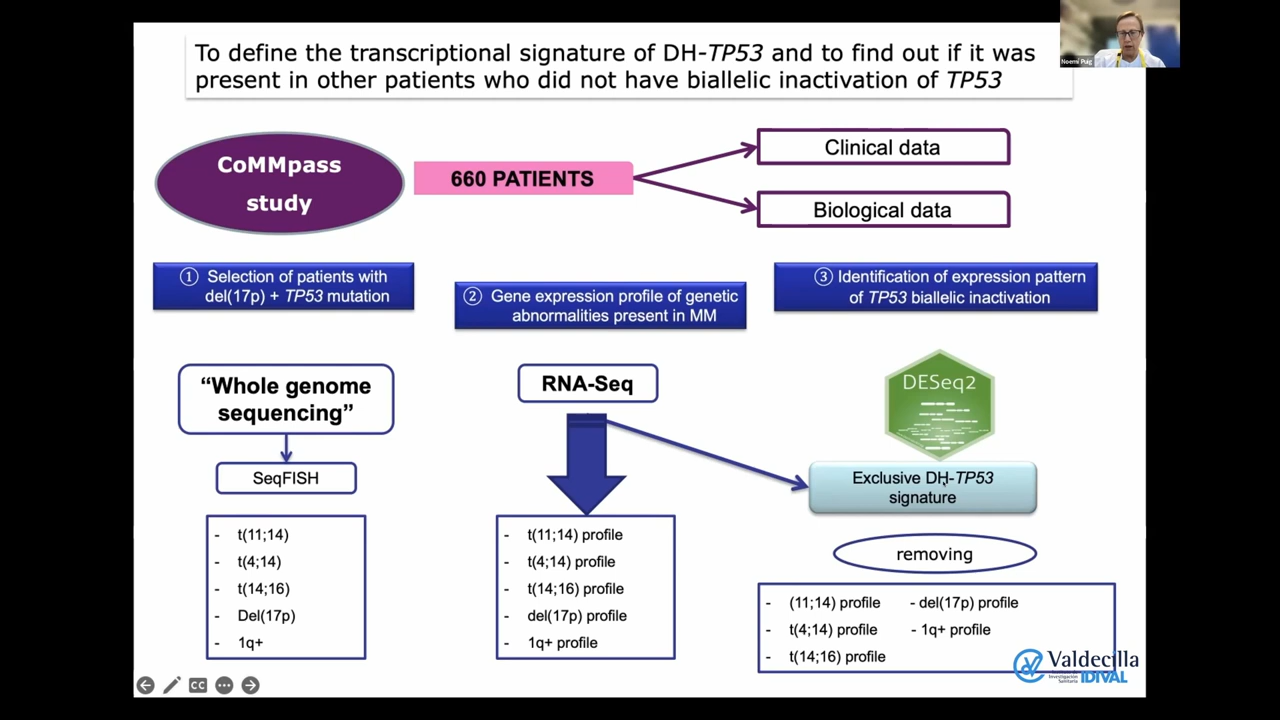 To define the transcriptional signature of DH-TP53 and to find out if it was
present in other patients who did not have biallelic inactivation of TP53
Noemi Puig
CoMMpass
study
660 PATIENTS
Clinical data
Biological data
① Selection of patients with
del(17p) + TP53 mutation
② Gene expression profile of genetic
abnormalities present in MM
③ Identification of expression pattern
of TP53 biallelic inactivation
“Whole genome
sequencing”
SeqFISH
- t(11;14)
- t(4;14)
- t(14;16)
- Del(17p)
- 1q+
RNA-Seq
- t(11;14) profile
- t(4;14) profile
- t(14;16) profile
- del(17p) profile
- 1q+ profile
DESeq2
Exclusive DH-TP53
signature
removing
- (11;14) profile - del(17p) profile
- t(4;14) profile - 1q+ profile
- t(14;16) profile
Valdecilla
Investigación
Sanitaria
IDIVAL
CC